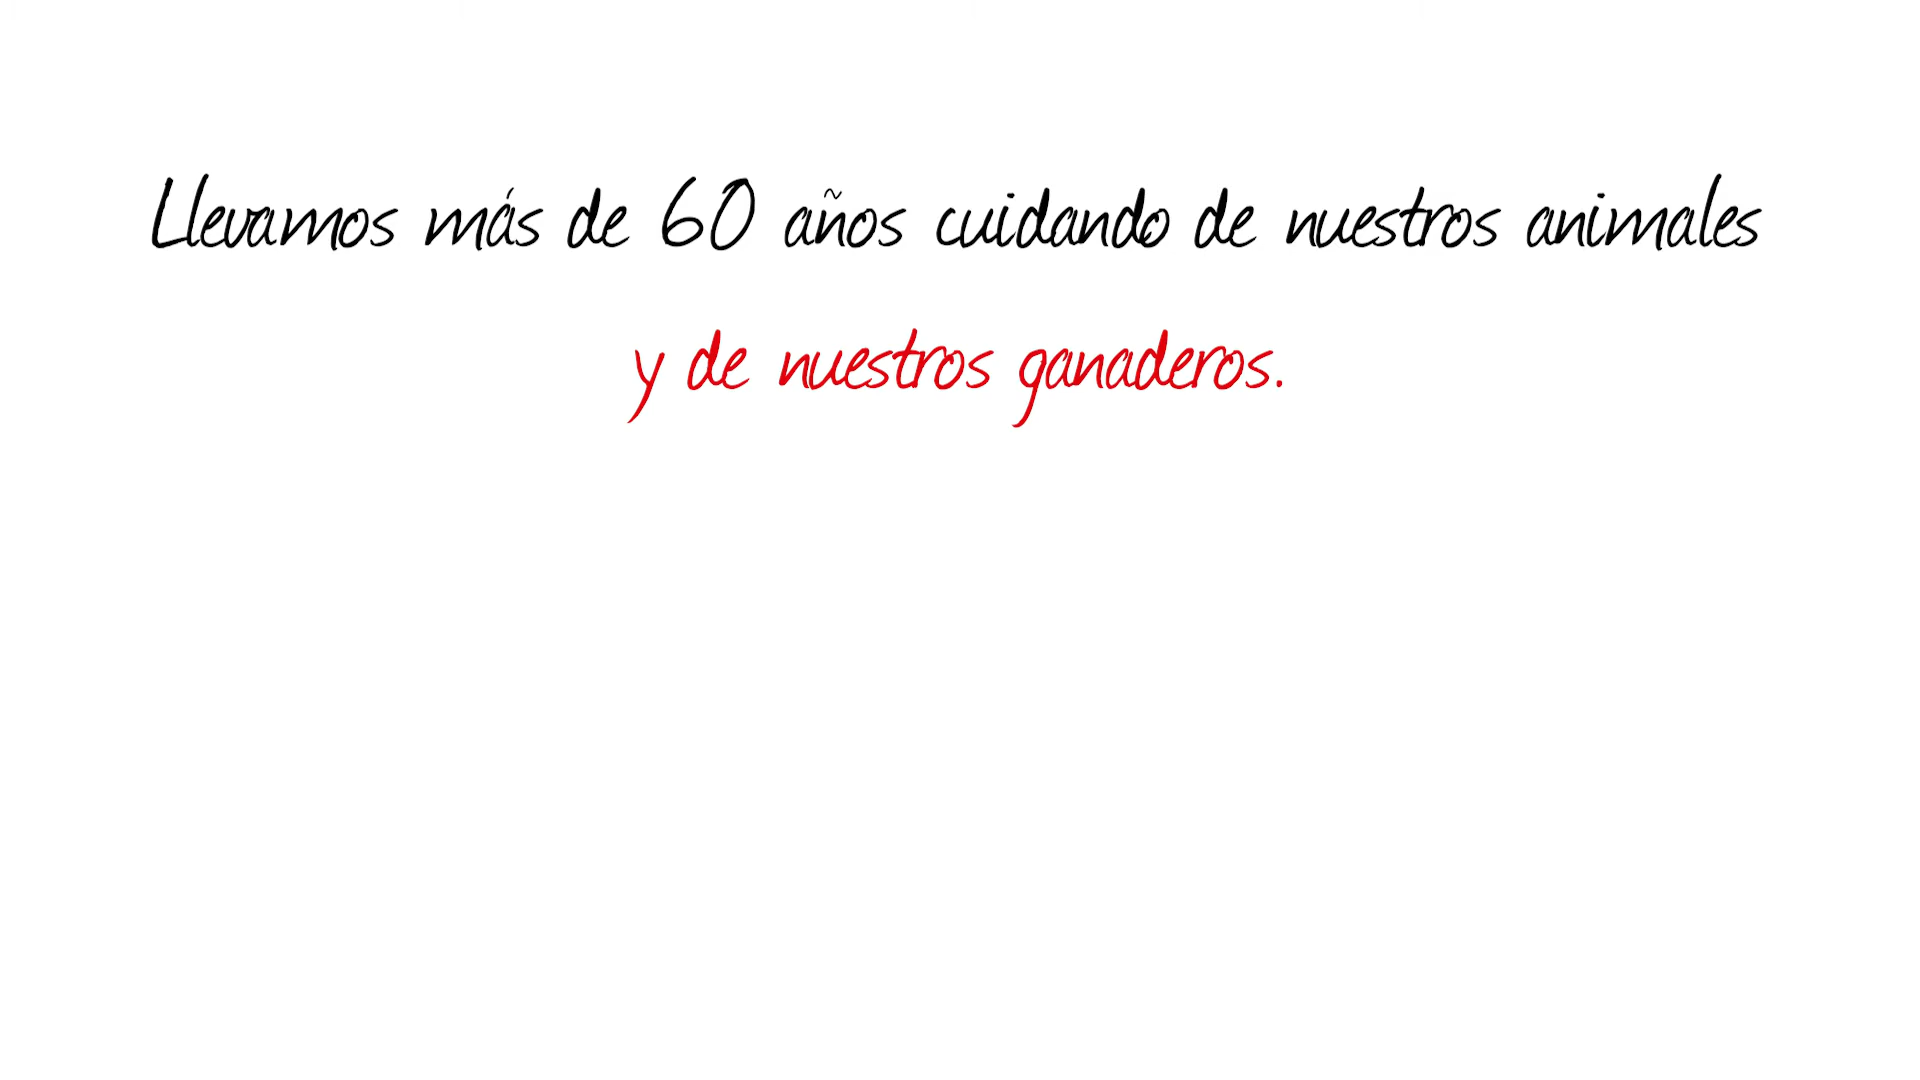 Llevamos más de 60 años cuidando de nuestros animales
y de nuestros ganaderos.